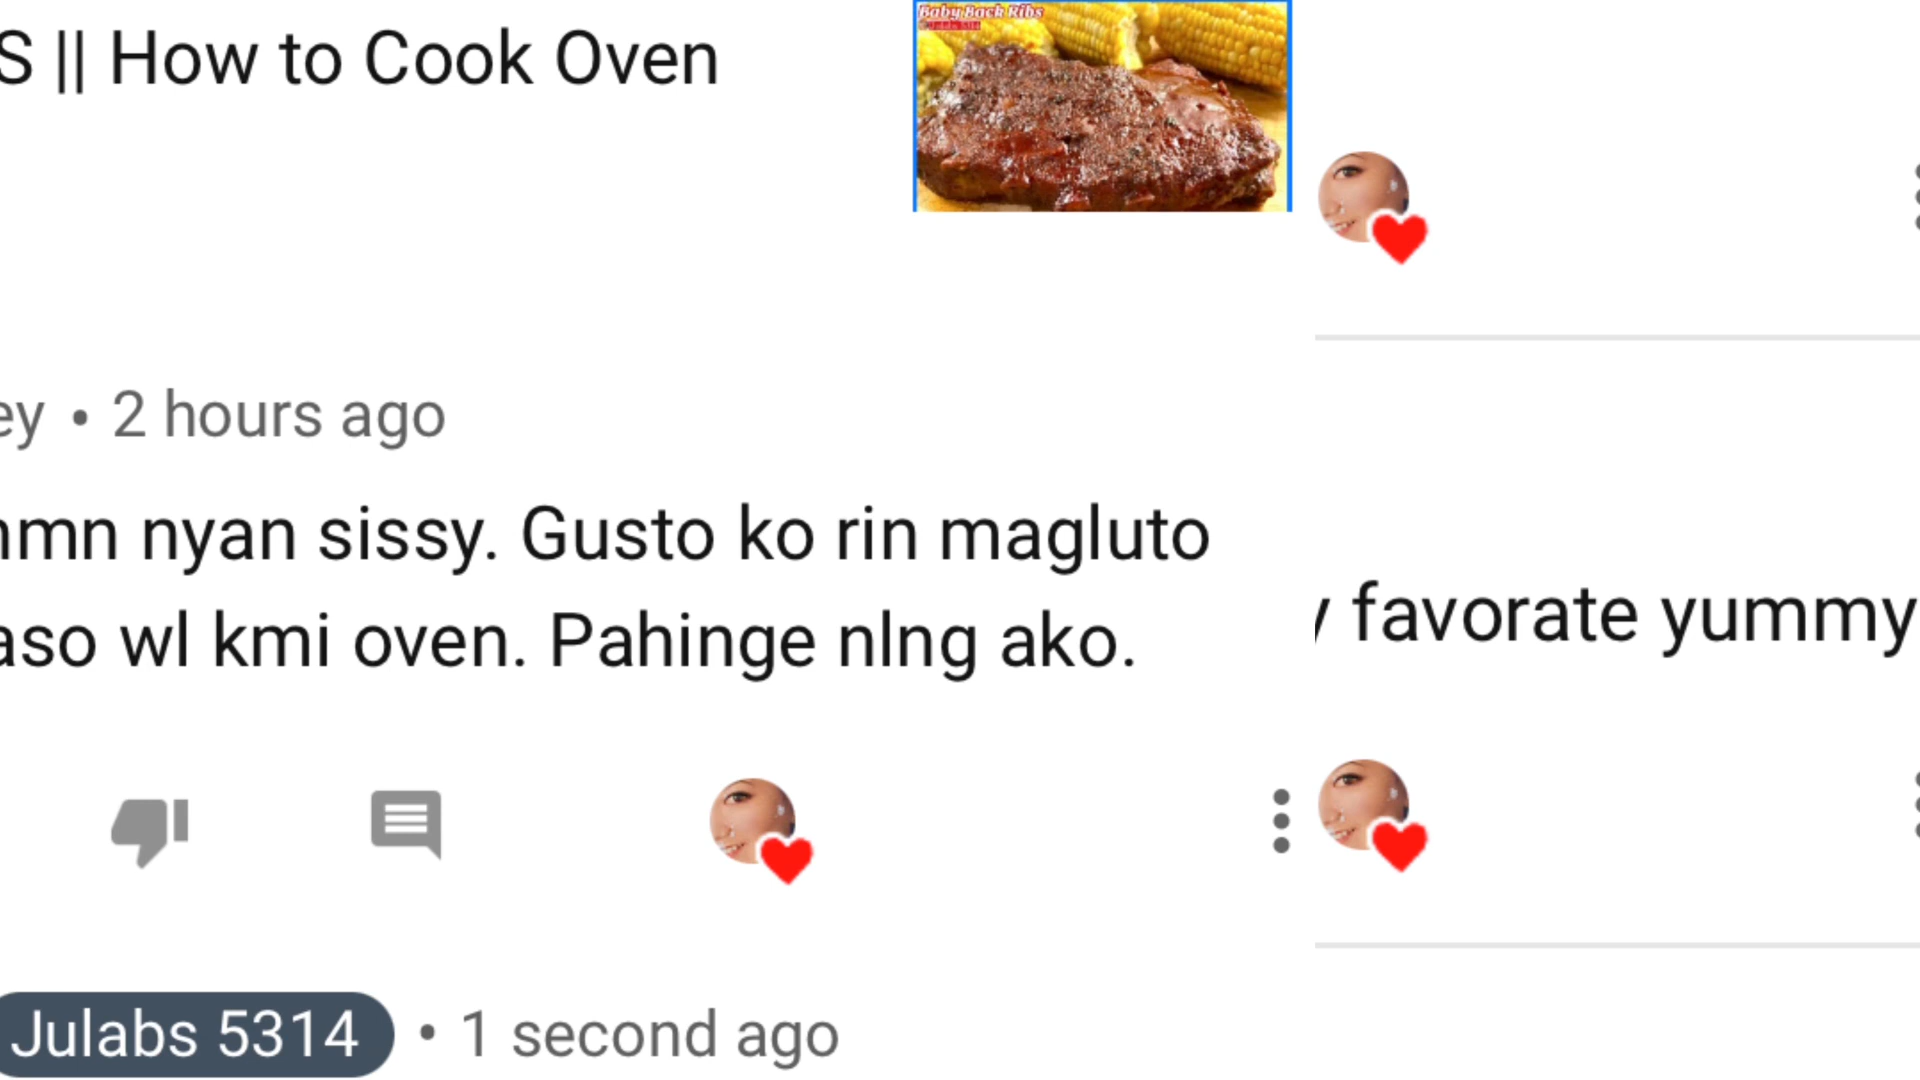 S || How to Cook Oven
Baby Back Ribs
ey • 2 hours ago
mn nyan sissy. Gusto ko rin magluto
aso wl kmi oven. Pahinge nlng ako.
Julabs 5314 • 1 second ago
y favorate yummy